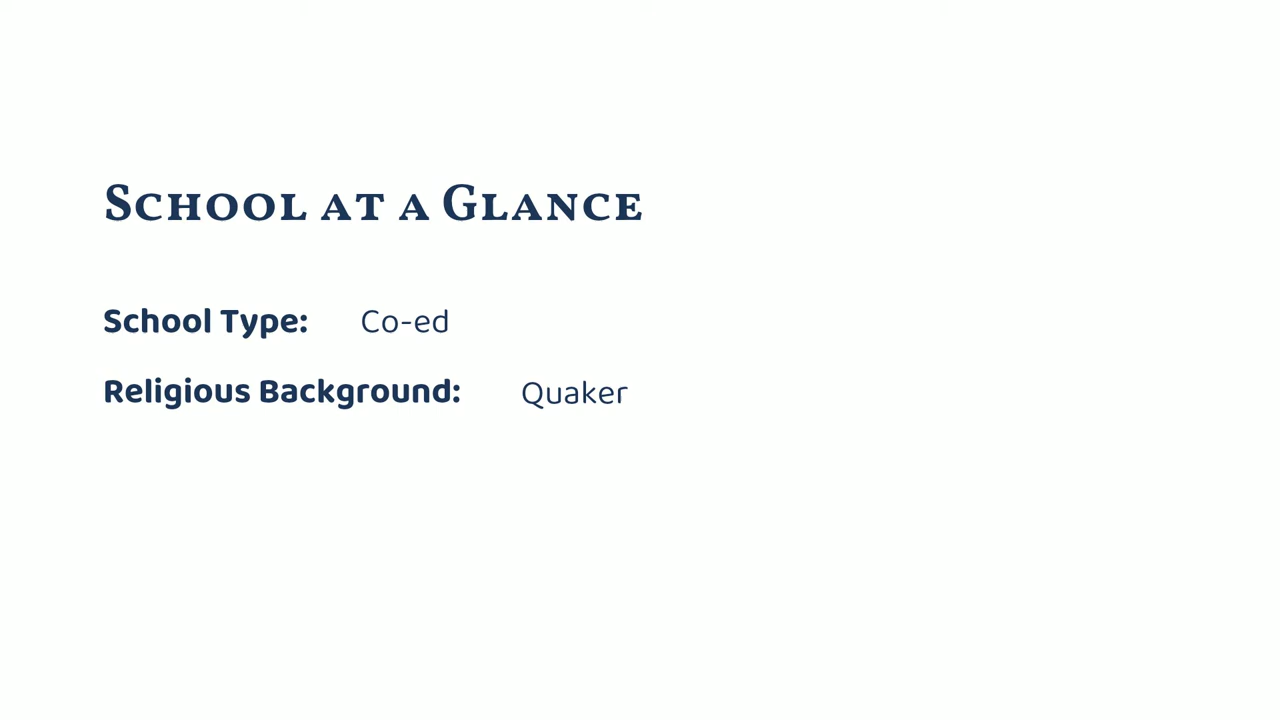 School at a Glance
School Type: Co-ed
Religious Background: Quaker